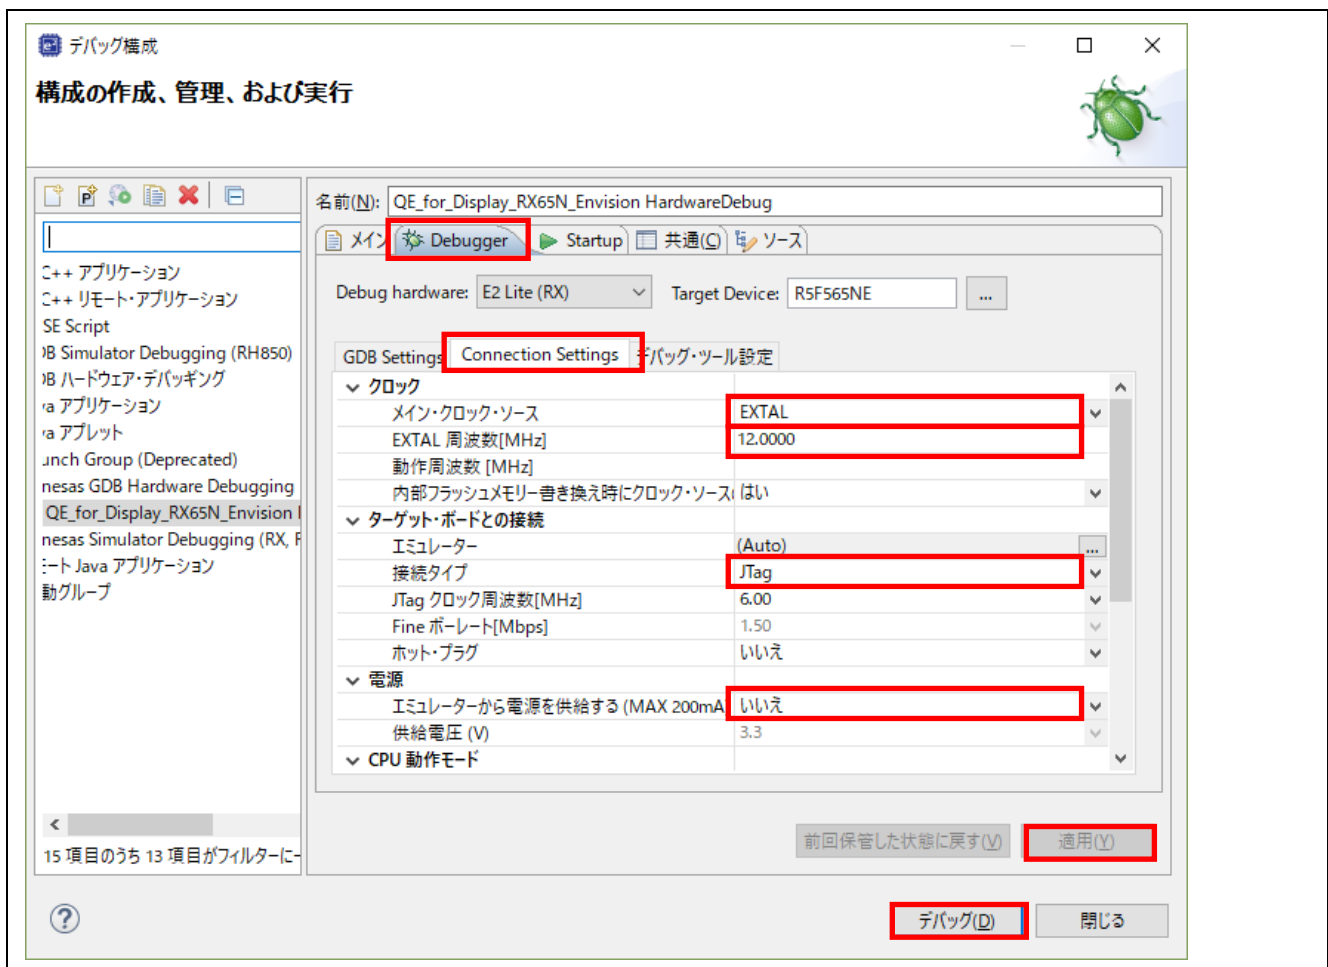 デバッグ構成
構成の作成、管理、および実行
名前(N): QE_for_Display_RX65N_Envision HardwareDebug
メイン Debugger Startup 共通(C) ソース
Debug hardware: E2 Lite (RX) Target Device: R5F565NE ...
GDB Settings Connection Settings デバッグ・ツール設定
C++ アプリケーション
C++ リモート・アプリケーション
SE Script
B Simulator Debugging (RH850)
B ハードウェア・デバッギング
va アプリケーション
va アプレット
unch Group (Deprecated)
nesas GDB Hardware Debugging
QE_for_Display_RX65N_Envision
nesas Simulator Debugging (RX, F
ート Java アプリケーション
動グループ
15 項目のうち 13 項目がフィルターに一
クロック
メイン・クロック・ソース EXTAL
EXTAL 周波数[MHz] 12.0000
動作周波数 [MHz]
内部フラッシュメモリー書き換え時にクロック・ソース はい
ターゲット・ボードとの接続
エミュレーター (Auto) ...
接続タイプ JTag
JTag クロック周波数[MHz] 6.00
Fine ボーレート[Mbps] 1.50
ホット・プラグ いいえ
電源
エミュレーターから電源を供給する (MAX 200mA いいえ
供給電圧 (V) 3.3
CPU 動作モード
前回保管した状態に戻す(V) 適用(Y)
デバッグ(D) 閉じる